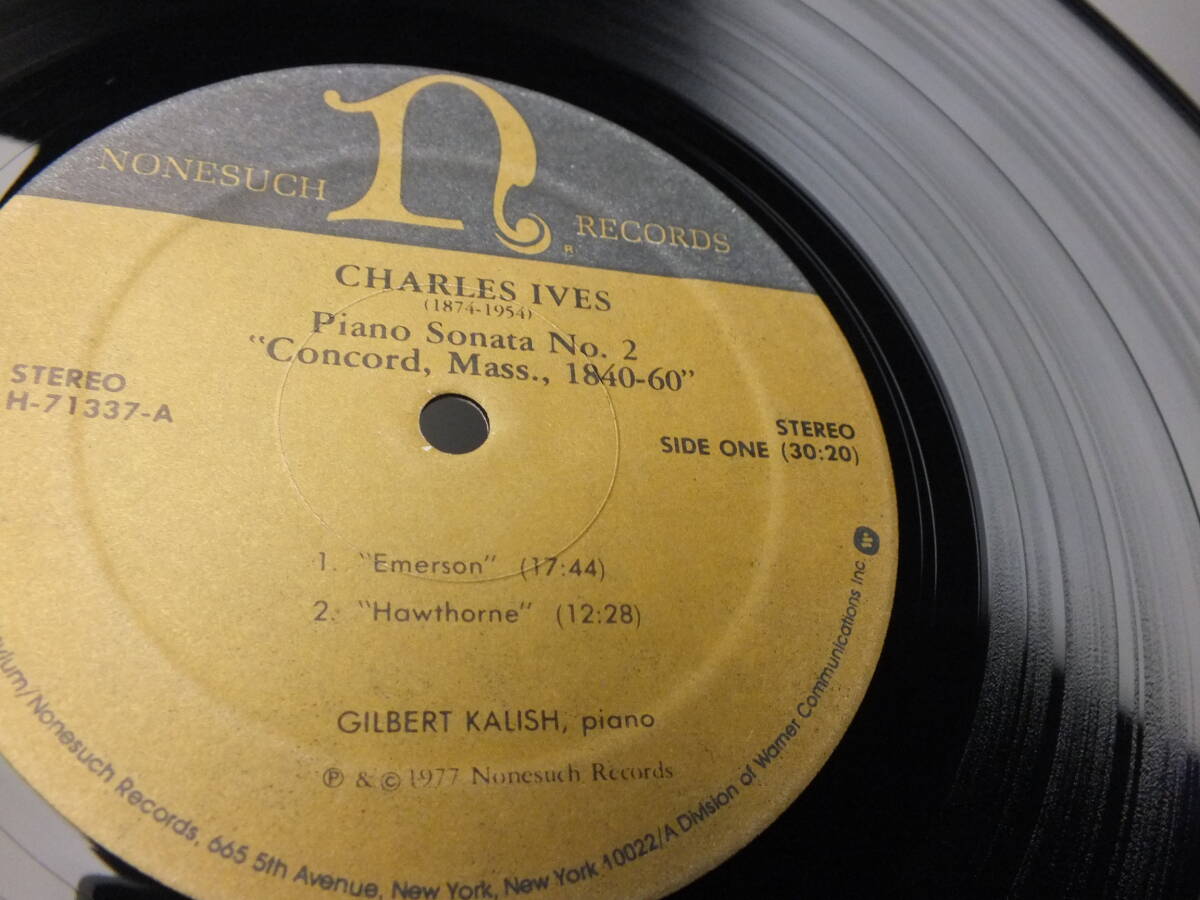 NONESUCH n RECORDS
®
CHARLES IVES
(1874-1954)
Piano Sonata No. 2
"Concord, Mass., 1840-60"
STEREO
H-71337-A
STEREO
SIDE ONE (30:20)
1. "Emerson" (17:44)
2. "Hawthorne" (12:28)
GILBERT KALISH, piano
℗ & © 1977 Nonesuch Records
/Nonesuch Records, 665 5th Avenue, New York, New York 10022/A Division of Warner Communications Inc.